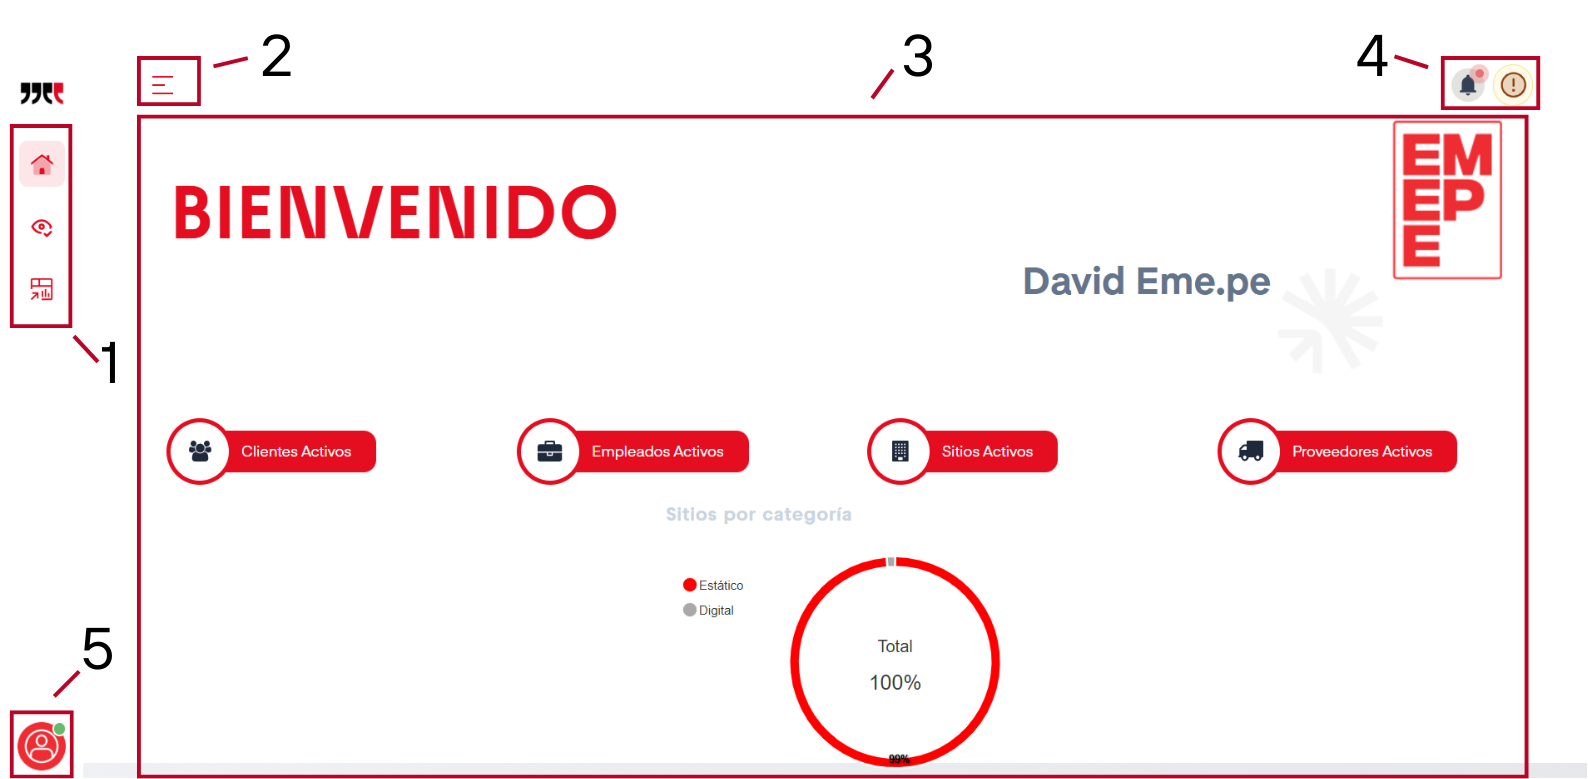 2
3
4
BIENVENIDO
EM
EP
E
David Eme.pe
1
Clientes Activos
Empleados Activos
Sitios Activos
Proveedores Activos
Sitios por categoría
Estático
Digital
Total
100%
5
99%